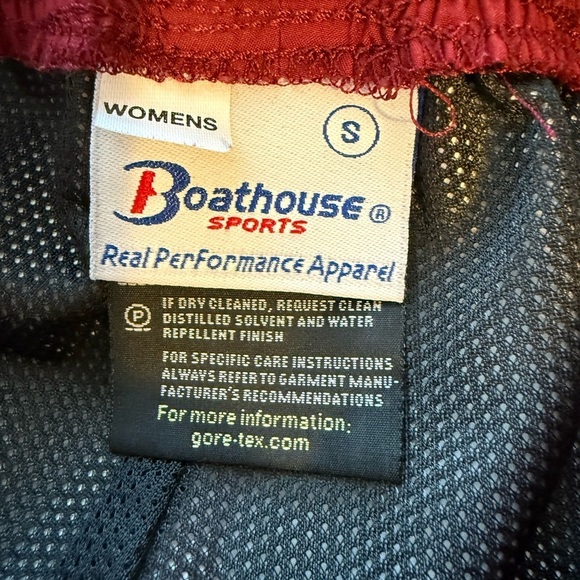 WOMENS
S
Boathouse ®
SPORTS
Real Performance Apparel
P
IF DRY CLEANED, REQUEST CLEAN
DISTILLED SOLVENT AND WATER
REPELLENT FINISH
FOR SPECIFIC CARE INSTRUCTIONS
ALWAYS REFER TO GARMENT MANU-
FACTURER'S RECOMMENDATIONS
For more information:
gore-tex.com